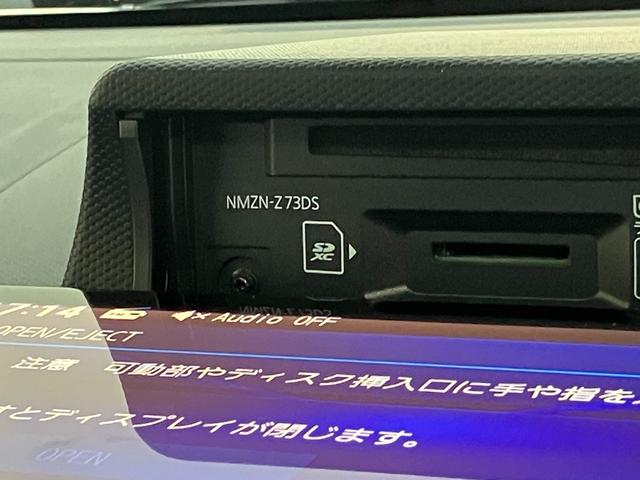 NMZN-Z73DS
SD
XC
7:14 Audio OFF
OPEN/EJECT
注意 可動部やディスク挿入口に手や指を
すとディスプレイが閉じます。
OPEN